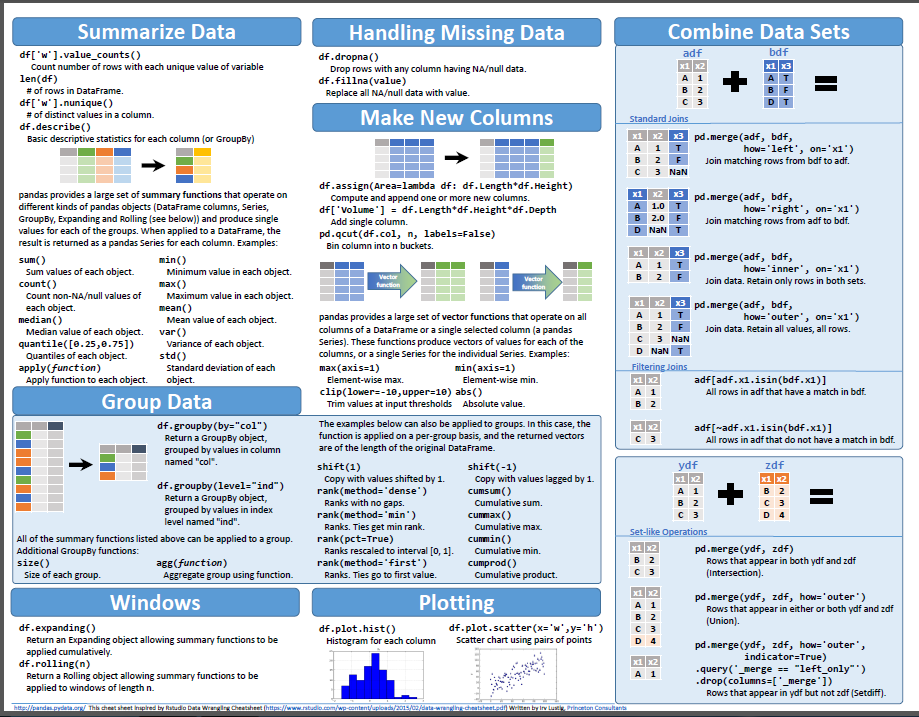 Summarize Data
df['w'].value_counts()
Count number of rows with each unique value of variable
len(df)
# of rows in DataFrame.
df['w'].nunique()
# of distinct values in a column.
df.describe()
Basic descriptive statistics for each column (or GroupBy)
pandas provides a large set of summary functions that operate on
different kinds of pandas objects (DataFrame columns, Series,
GroupBy, Expanding and Rolling (see below)) and produce single
values for each of the groups. When applied to a DataFrame, the
result is returned as a pandas Series for each column. Examples:
sum()
Sum values of each object.
count()
Count non-NA/null values of
each object.
median()
Median value of each object.
quantile([0.25,0.75])
Quantiles of each object.
apply(function)
Apply function to each object.
min()
Minimum value in each object.
max()
Maximum value in each object.
mean()
Mean value of each object.
var()
Variance of each object.
std()
Standard deviation of each
object.
Group Data
df.groupby(by="col")
Return a GroupBy object,
grouped by values in column
named "col".
df.groupby(level="ind")
Return a GroupBy object,
grouped by values in index
level named "ind".
All of the summary functions listed above can be applied to a group.
Additional GroupBy functions:
size()
Size of each group.
agg(function)
Aggregate group using function.
Windows
df.expanding()
Return an Expanding object allowing summary functions to be
applied cumulatively.
df.rolling(n)
Return a Rolling object allowing summary functions to be
applied to windows of length n.
Handling Missing Data
df.dropna()
Drop rows with any column having NA/null data.
df.fillna(value)
Replace all NA/null data with value.
Make New Columns
df.assign(Area=lambda df: df.Length*df.Height)
Compute and append one or more new columns.
df['Volume'] = df.Length*df.Height*df.Depth
Add single column.
pd.qcut(df.col, n, labels=False)
Bin column into n buckets.
Vector
function
Vector
function
pandas provides a large set of vector functions that operate on all
columns of a DataFrame or a single selected column (a pandas
Series). These functions produce vectors of values for each of the
columns, or a single Series for the individual Series. Examples:
max(axis=1)
Element-wise max.
clip(lower=-10,upper=10)
Trim values at input thresholds
min(axis=1)
Element-wise min.
abs()
Absolute value.
The examples below can also be applied to groups. In this case, the
function is applied on a per-group basis, and the returned vectors
are of the length of the original DataFrame.
shift(1)
Copy with values shifted by 1.
rank(method='dense')
Ranks with no gaps.
rank(method='min')
Ranks. Ties get min rank.
rank(pct=True)
Ranks rescaled to interval [0, 1].
rank(method='first')
Ranks. Ties go to first value.
shift(-1)
Copy with values lagged by 1.
cumsum()
Cumulative sum.
cummax()
Cumulative max.
cummin()
Cumulative min.
cumprod()
Cumulative product.
Plotting
df.plot.hist()
Histogram for each column
df.plot.scatter(x='w',y='h')
Scatter chart using pairs of points
Combine Data Sets
adf
x1 x2
A 1
B 2
C 3
bdf
x1 x3
A T
B F
D T
Standard Joins
x1 x2 x3
A 1 T
B 2 F
C 3 NaN
pd.merge(adf, bdf,
how='left', on='x1')
Join matching rows from bdf to adf.
x1 x2 x3
A 1.0 T
B 2.0 F
D NaN T
pd.merge(adf, bdf,
how='right', on='x1')
Join matching rows from adf to bdf.
x1 x2 x3
A 1 T
B 2 F
pd.merge(adf, bdf,
how='inner', on='x1')
Join data. Retain only rows in both sets.
x1 x2 x3
A 1 T
B 2 F
C 3 NaN
D NaN T
pd.merge(adf, bdf,
how='outer', on='x1')
Join data. Retain all values, all rows.
Filtering Joins
x1 x2
A 1
B 2
adf[adf.x1.isin(bdf.x1)]
All rows in adf that have a match in bdf.
x1 x2
C 3
adf[~adf.x1.isin(bdf.x1)]
All rows in adf that do not have a match in bdf.
ydf
x1 x2
A 1
B 2
C 3
zdf
x1 x2
B 2
C 3
D 4
Set-like Operations
x1 x2
B 2
C 3
pd.merge(ydf, zdf)
Rows that appear in both ydf and zdf
(Intersection).
x1 x2
A 1
B 2
C 3
D 4
pd.merge(ydf, zdf, how='outer')
Rows that appear in either or both ydf and zdf
(Union).
x1 x2
A 1
pd.merge(ydf, zdf, how='outer',
indicator=True)
.query('_merge == "left_only"')
.drop(columns=['_merge'])
Rows that appear in ydf but not zdf (Setdiff).
http://pandas.pydata.org/ This cheat sheet inspired by Rstudio Data Wrangling Cheatsheet (https://www.rstudio.com/wp-content/uploads/2015/02/data-wrangling-cheatsheet.pdf) Written by Irv Lustig, Princeton Consultants